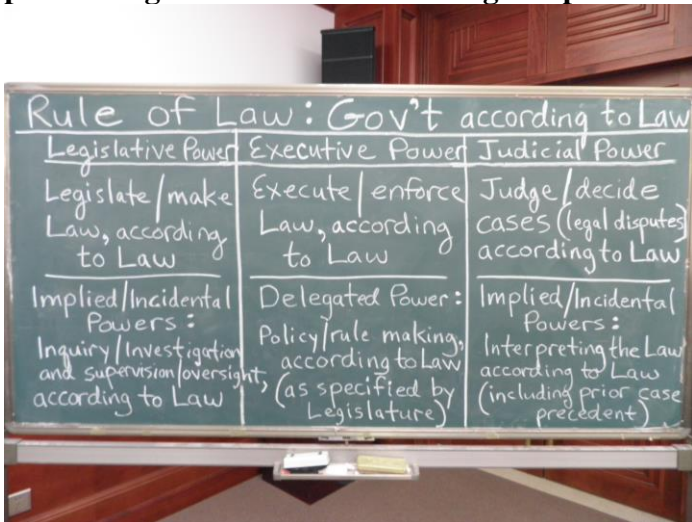 Rule of Law: Gov't according to Law
Legislative Power
Legislate/make
Law, according
to Law
Implied/Incidental
Powers:
Inquiry/Investigation
and supervision/oversight,
according to Law
Executive Power
Execute/enforce
Law, according
to Law
Delegated Power:
Policy/rule making,
according to Law
(as specified by
Legislature)
Judicial Power
Judge/decide
cases (legal disputes)
according to Law
Implied/Incidental
Powers:
Interpreting the Law
according to Law
(including prior case
precedent)